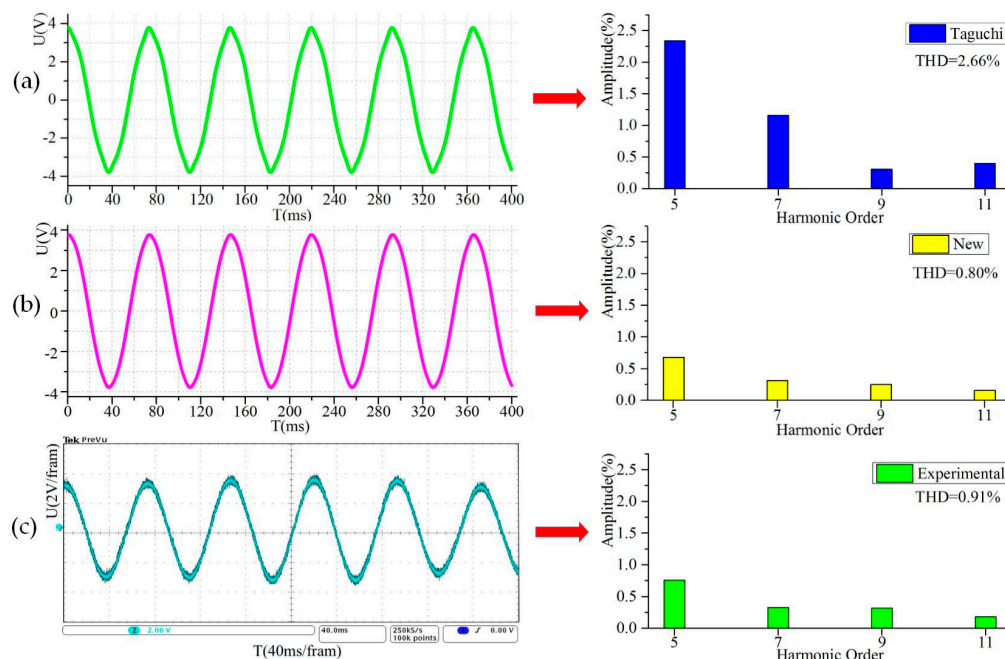 (a)
U(V)
4
2
0
-2
-4
0 40 80 120 160 200 240 280 320 360 400
T(ms)
Amplitude(%)
2.5
2.0
1.5
1.0
0.5
0.0
5 7 9 11
Harmonic Order
Taguchi
THD=2.66%
(b)
U(V)
4
2
0
-2
-4
0 40 80 120 160 200 240 280 320 360 400
T(ms)
Amplitude(%)
2.5
2.0
1.5
1.0
0.5
0.0
5 7 9 11
Harmonic Order
New
THD=0.80%
(c)
Tek PreVu
U(2V/fram)
2 2.00 V
40.0ms
250kS/s
100k points
0.00 V
T(40ms/fram)
Amplitude(%)
2.5
2.0
1.5
1.0
0.5
0.0
5 7 9 11
Harmonic Order
Experimental
THD=0.91%